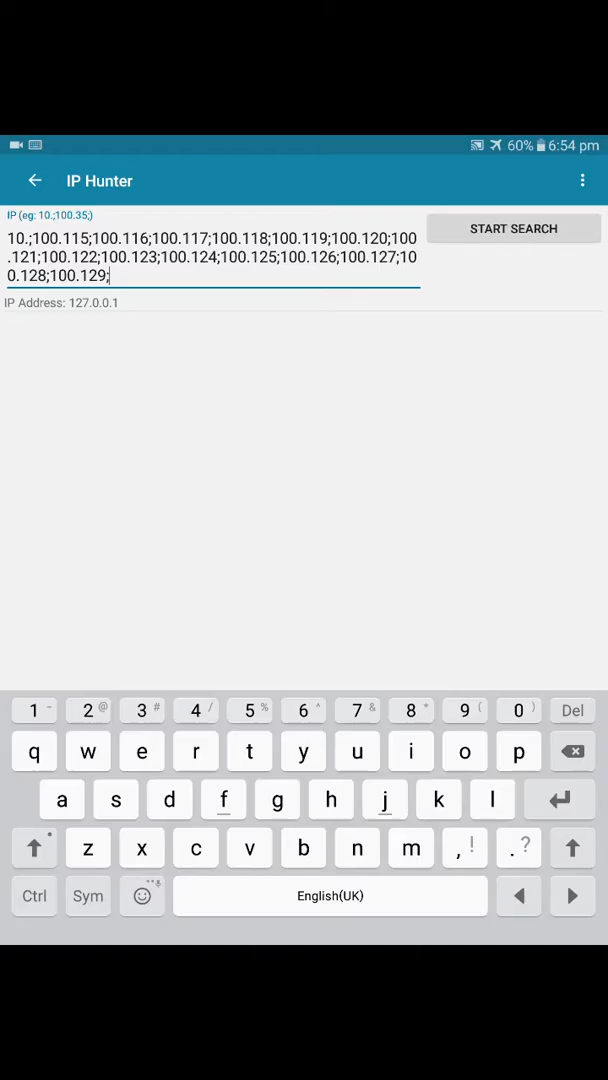 60% 6:54 pm
IP Hunter
IP (eg: 10.;100.35;)
10.;100.115;100.116;100.117;100.118;100.119;100.120;100
.121;100.122;100.123;100.124;100.125;100.126;100.127;10
0.128;100.129;
START SEARCH
IP Address: 127.0.0.1
1 - 2 @ 3 # 4 / 5 % 6 ^ 7 & 8 * 9 ( 0 ) Del
q w e r t y u i o p
a s d f g h j k l
z x c v b n m , ! . ?
Ctrl Sym English(UK)